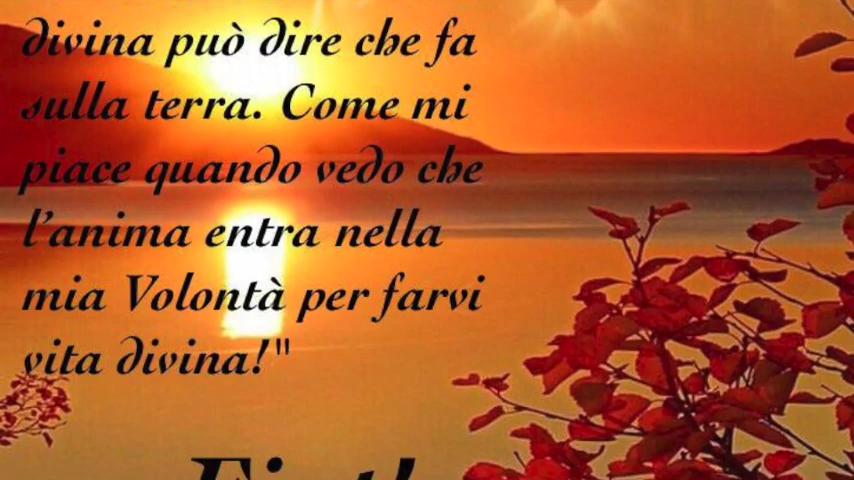 divina può dire che fa
sulla terra. Come mi
piace quando vedo che
l'anima entra nella
mia Volontà per farvi
vita divina!"